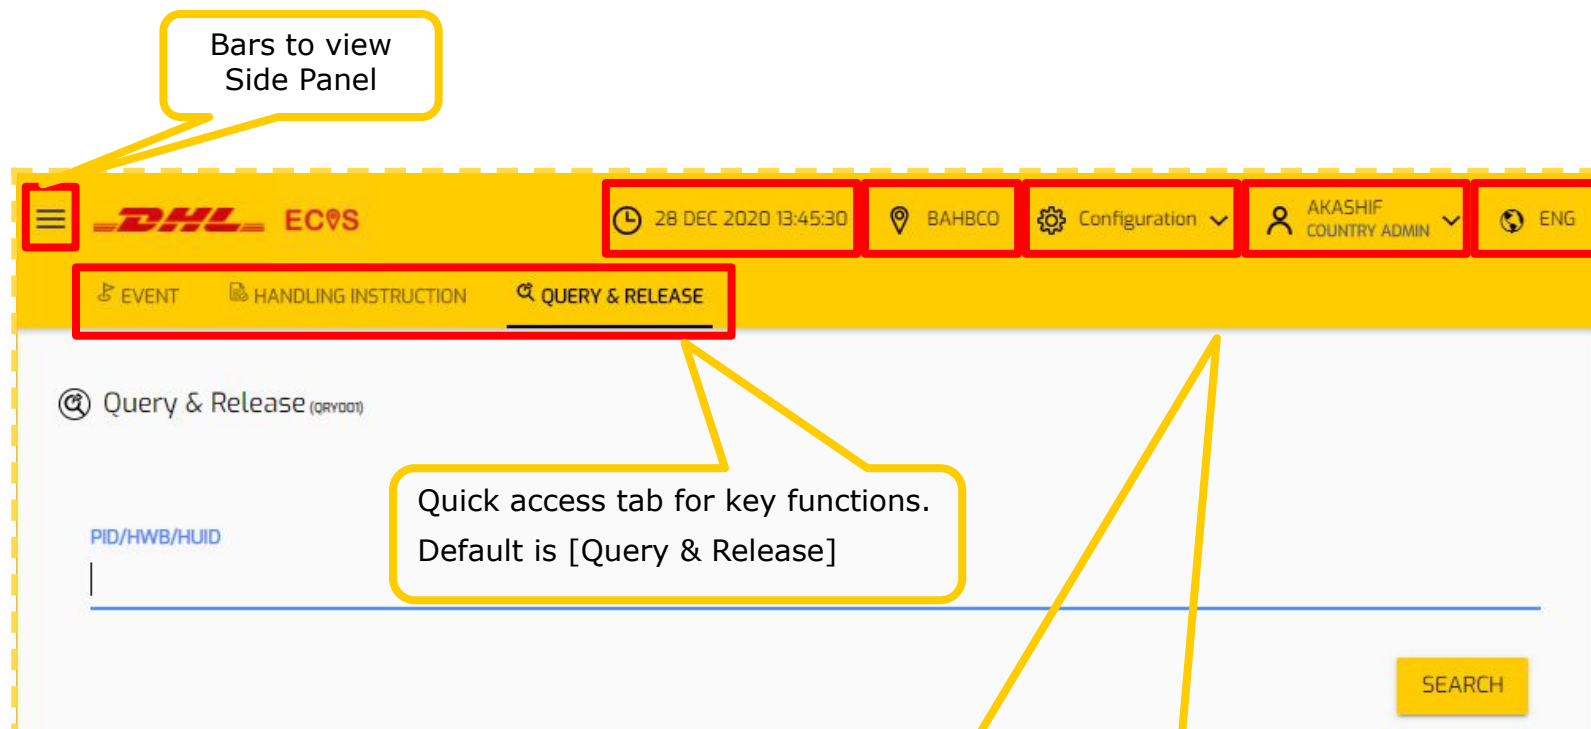 Bars to view
Side Panel
DHL ECOS
28 DEC 2020 13:45:30
BAHBCO
Configuration
AKASHIF
COUNTRY ADMIN
ENG
EVENT
HANDLING INSTRUCTION
QUERY & RELEASE
Query & Release (QRY001)
Quick access tab for key functions.
Default is [Query & Release]
PID/HWB/HUID
SEARCH